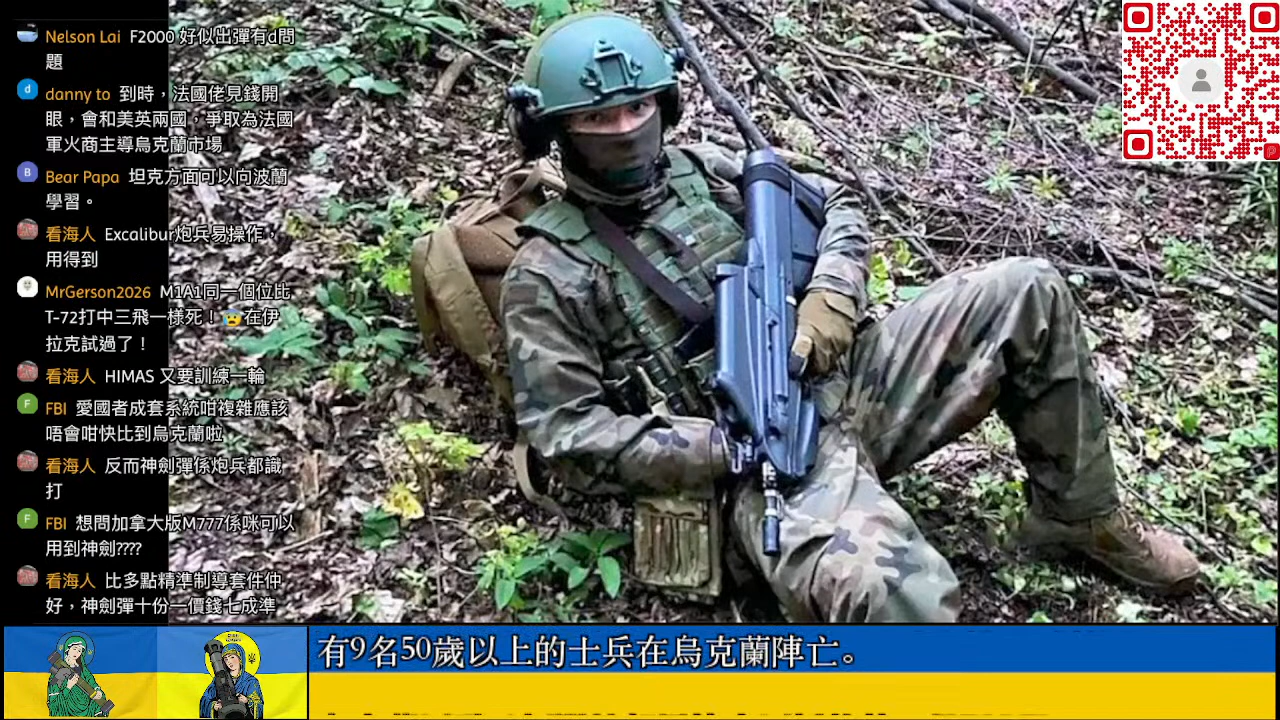 Nelson Lai F2000 好似出彈有d問
題
danny to 到時，法國佬見錢開
眼，會和美英兩國，爭取為法國
軍火商主導烏克蘭市場
Bear Papa 坦克方面可以向波蘭
學習。
看海人 Excalibur炮兵易操作，
用得到
MrGerson2026 M1A1同一個位比
T-72打中三飛一樣死！😰在伊
拉克試過了！
看海人 HIMAS 又要訓練一輪
FBI 愛國者成套系統咁複雜應該
唔會咁快比到烏克蘭啦
看海人 反而神劍彈係炮兵都識
打
FBI 想問加拿大版M777係咪可以
用到神劍????
看海人 比多點精準制導套件仲
好，神劍彈十份一價錢七成準
有9名50歲以上的士兵在烏克蘭陣亡。